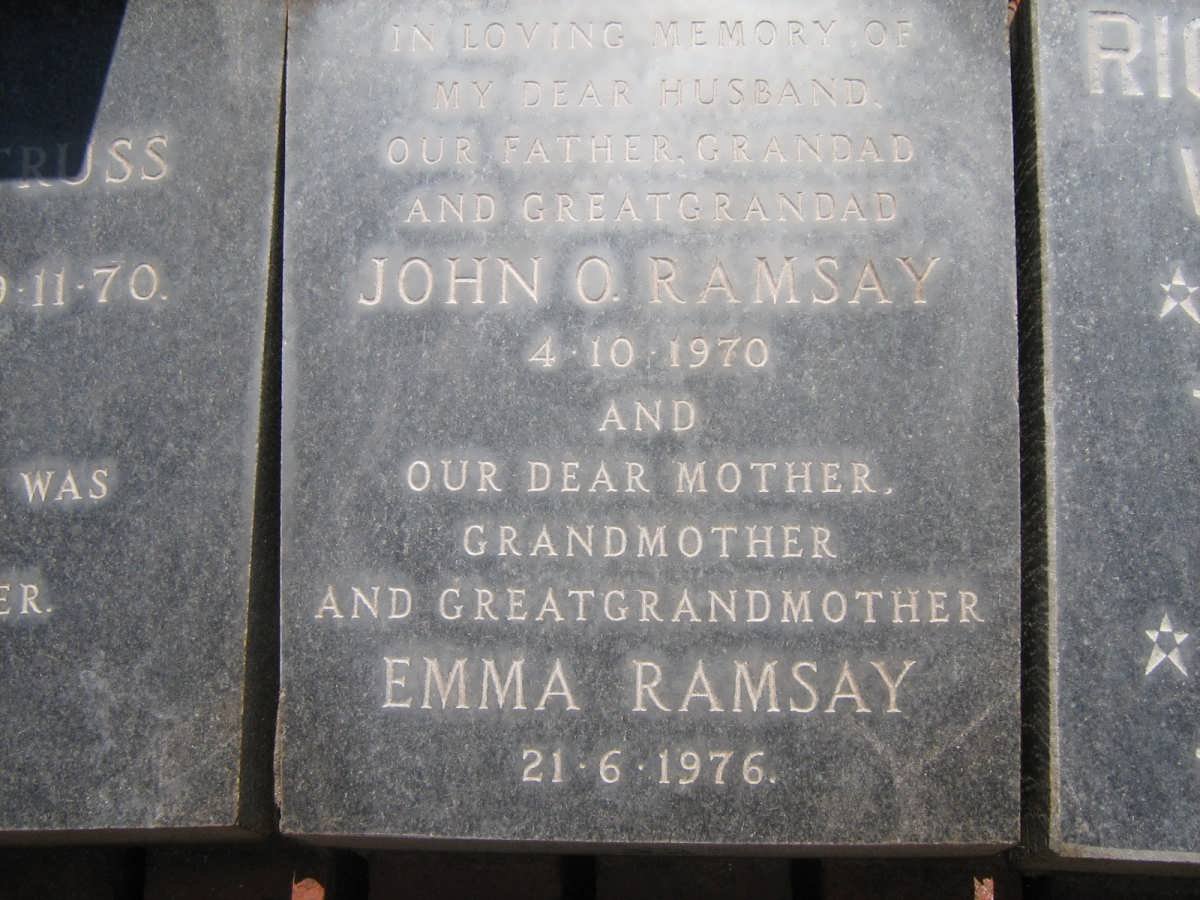 RUSS
11·70.
WAS
ER.
IN LOVING MEMORY OF
MY DEAR HUSBAND,
OUR FATHER, GRANDAD
AND GREATGRANDAD
JOHN O. RAMSAY
4·10·1970
AND
OUR DEAR MOTHER,
GRANDMOTHER
AND GREATGRANDMOTHER
EMMA RAMSAY
21·6·1976.
RI